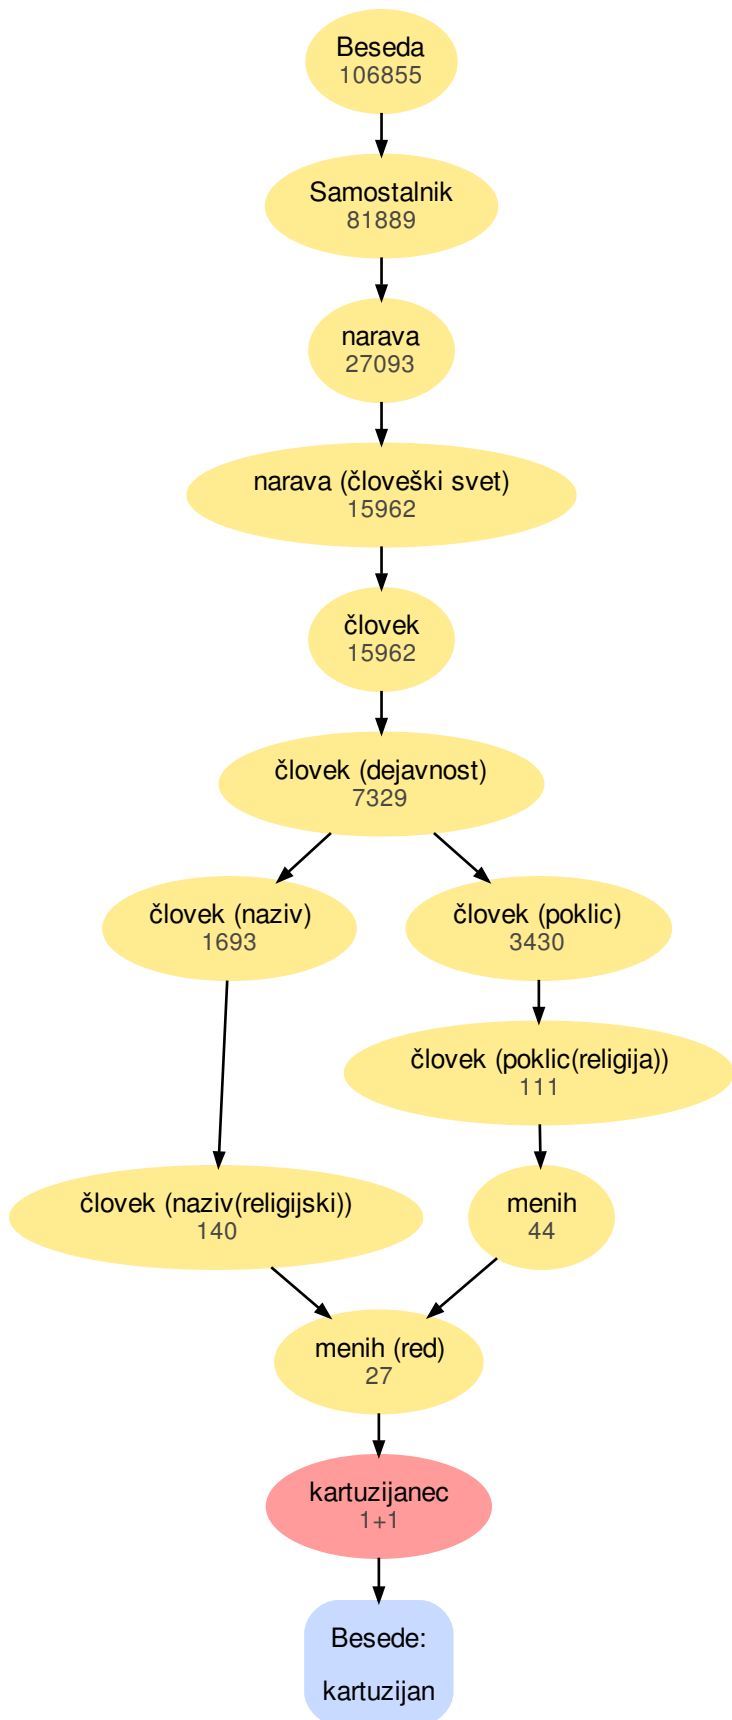 Beseda
106855
Samostalnik
81889
narava
27093
narava (človeški svet)
15962
človek
15962
človek (dejavnost)
7329
človek (naziv)
1693
človek (poklic)
3430
človek (poklic(religija))
111
človek (naziv(religijski))
140
menih
44
menih (red)
27
kartuzijanec
1+1
Besede:
kartuzijan